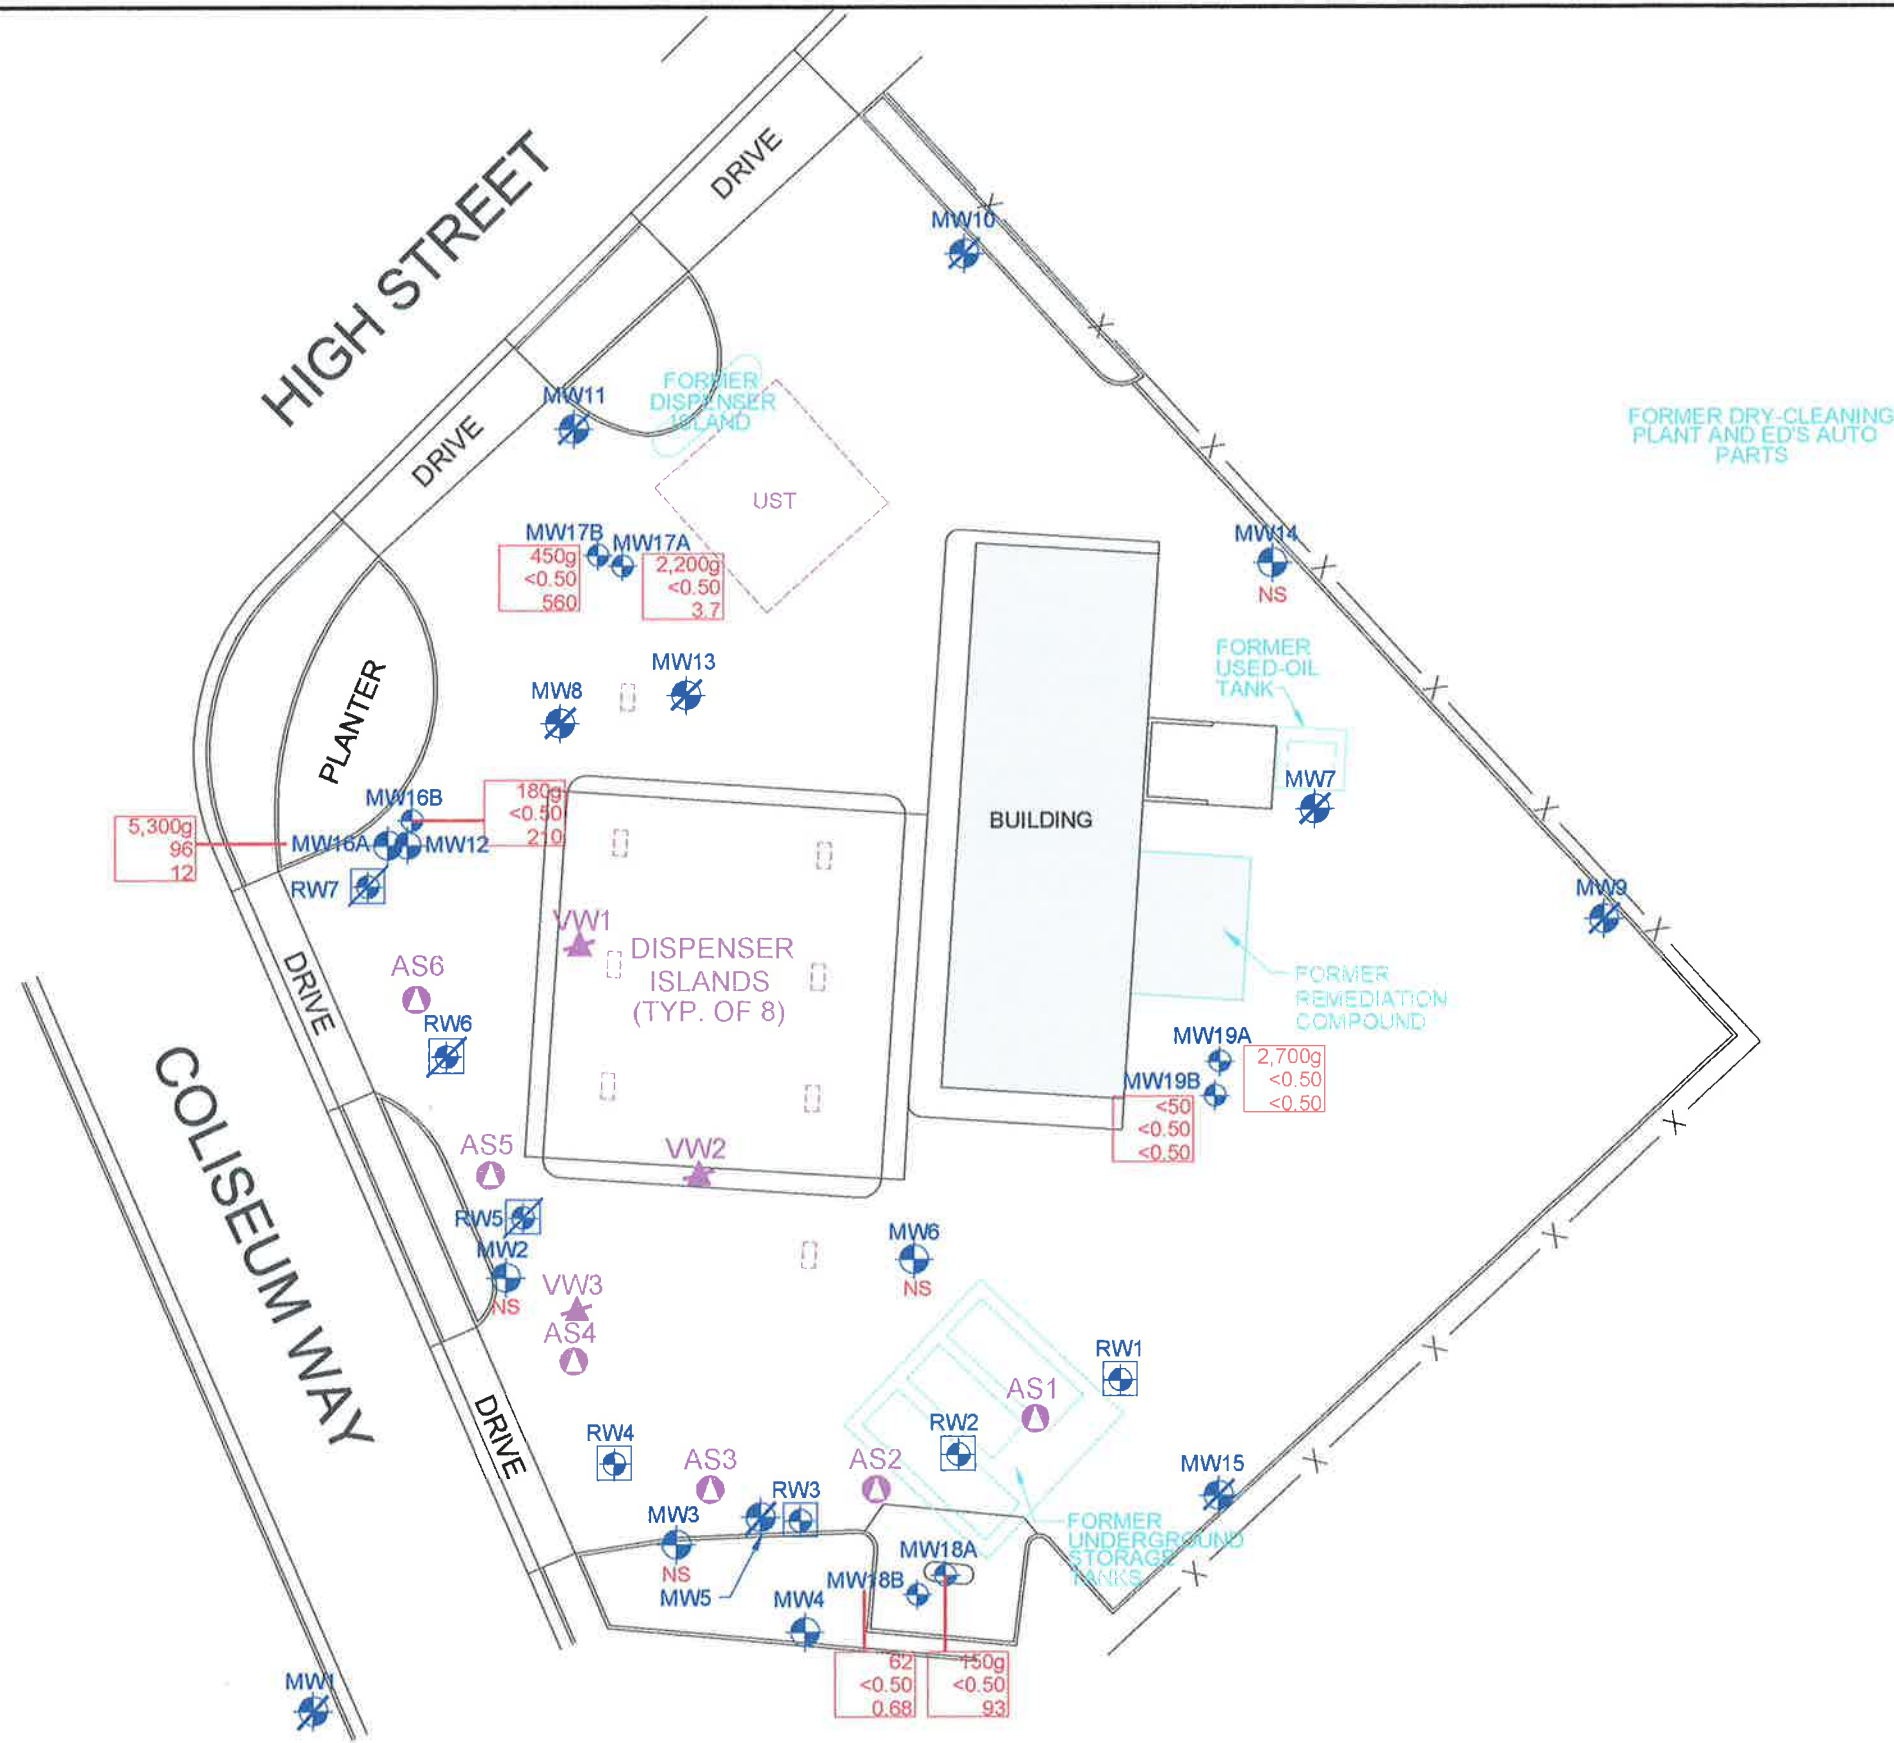 HIGH STREET
DRIVE
MW10
MW11
FORMER
DISPENSER
ISLAND
DRIVE
FORMER DRY-CLEANING
PLANT AND ED'S AUTO
PARTS
UST
MW17B
MW17A
450g
<0.50
560
2,200g
<0.50
3.7
MW14
NS
FORMER
USED-OIL
TANK
MW13
MW8
PLANTER
MW7
MW16B
180g
<0.50
210
5,300g
96
12
MW16A
MW12
RW7
BUILDING
MW9
VW1
DISPENSER
ISLANDS
(TYP. OF 8)
DRIVE
AS6
RW6
FORMER
REMEDIATION
COMPOUND
MW19A
2,700g
<0.50
<0.50
MW19B
<50
<0.50
<0.50
COLISEUM WAY
AS5
VW2
RW5
MW2
NS
MW6
NS
VW3
AS4
RW1
AS1
DRIVE
RW4
RW2
AS3
AS2
MW15
RW3
MW3
NS
MW5
FORMER
UNDERGROUND
STORAGE
TANKS
MW18A
MW18B
MW4
62
<0.50
0.68
150g
<0.50
93
MW1
X
X
X
X
X
X
X
X
X
X
X
X
X